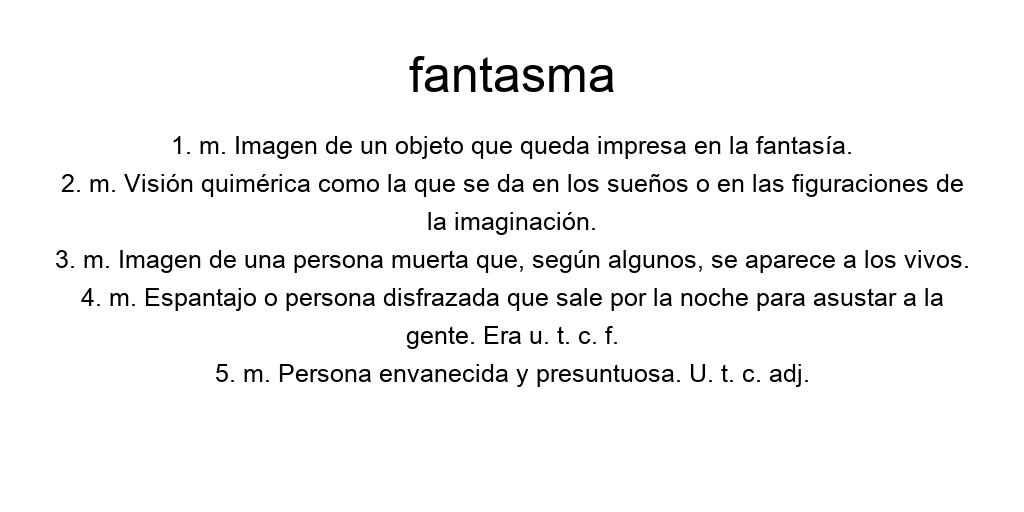 fantasma
1. m. Imagen de un objeto que queda impresa en la fantasía.
2. m. Visión quimérica como la que se da en los sueños o en las figuraciones de
la imaginación.
3. m. Imagen de una persona muerta que, según algunos, se aparece a los vivos.
4. m. Espantajo o persona disfrazada que sale por la noche para asustar a la
gente. Era u. t. c. f.
5. m. Persona envanecida y presuntuosa. U. t. c. adj.